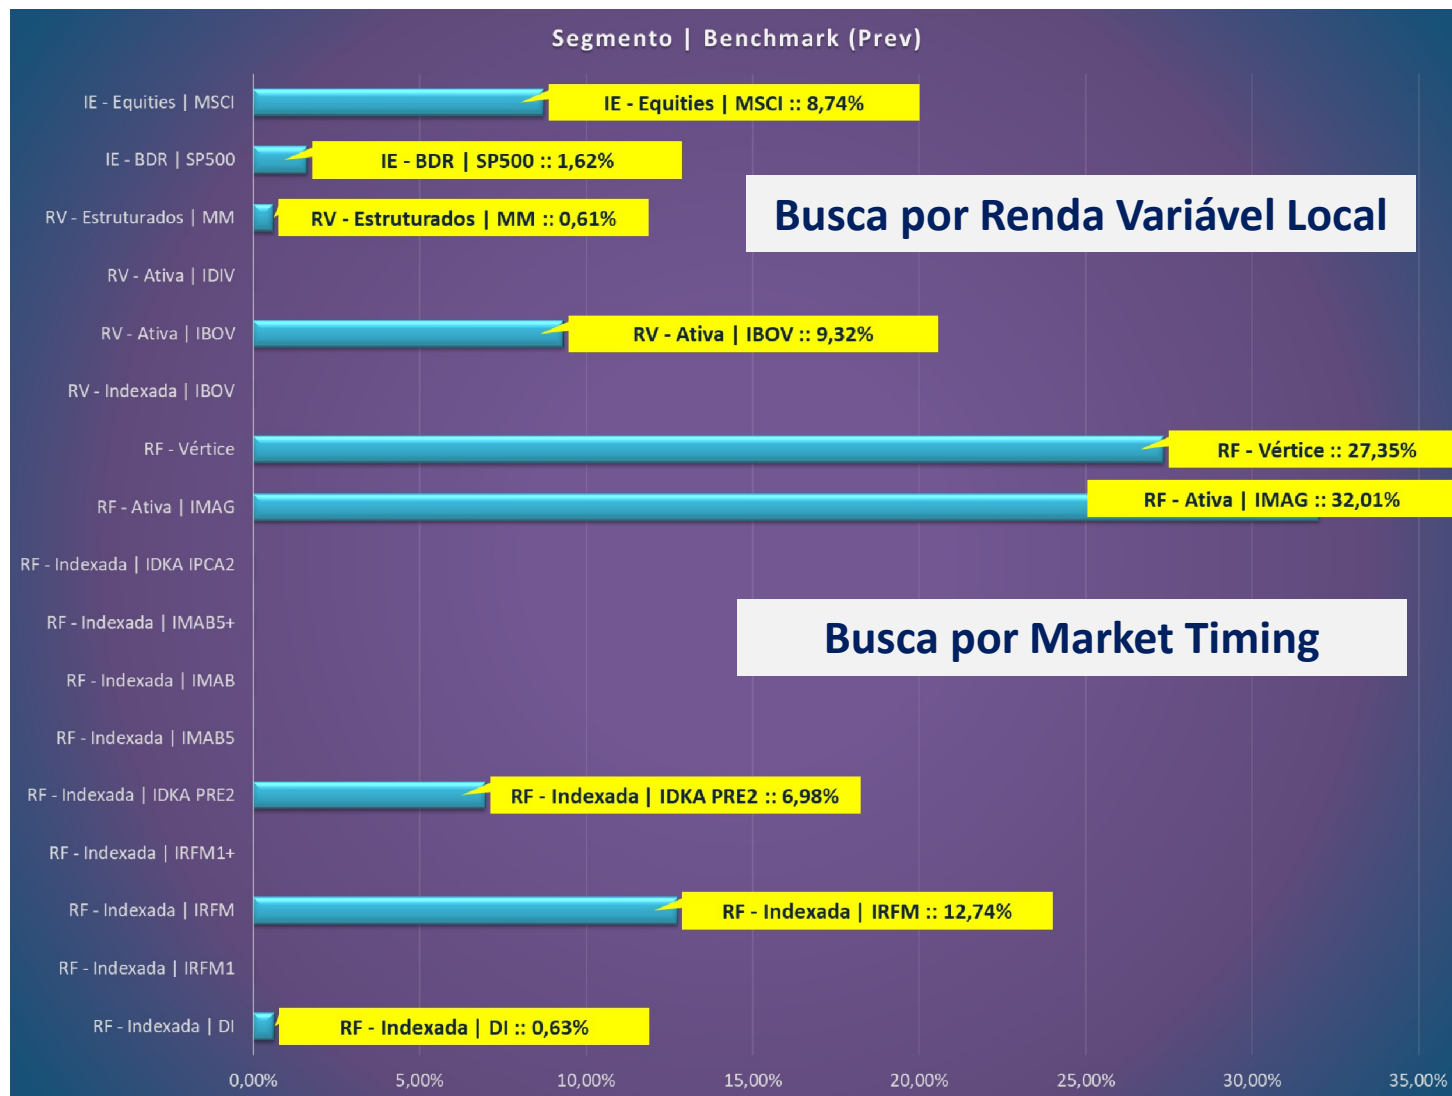 Segmento | Benchmark (Prev)
IE - Equities | MSCI
IE - Equities | MSCI :: 8,74%
IE - BDR | SP500
IE - BDR | SP500 :: 1,62%
RV - Estruturados | MM
RV - Estruturados | MM :: 0,61%
Busca por Renda Variável Local
RV - Ativa | IDIV
RV - Ativa | IBOV
RV - Ativa | IBOV :: 9,32%
RV - Indexada | IBOV
RF - Vértice
RF - Vértice :: 27,35%
RF - Ativa | IMAG
RF - Ativa | IMAG :: 32,01%
RF - Indexada | IDKA IPCA2
RF - Indexada | IMAB5+
Busca por Market Timing
RF - Indexada | IMAB
RF - Indexada | IMAB5
RF - Indexada | IDKA PRE2
RF - Indexada | IDKA PRE2 :: 6,98%
RF - Indexada | IRFM1+
RF - Indexada | IRFM
RF - Indexada | IRFM :: 12,74%
RF - Indexada | IRFM1
RF - Indexada | DI
RF - Indexada | DI :: 0,63%
0,00% 5,00% 10,00% 15,00% 20,00% 25,00% 30,00% 35,00%